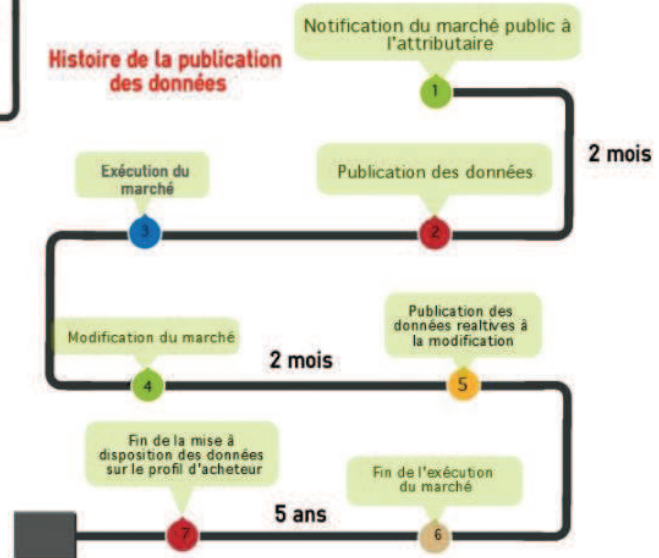 Histoire de la publication
des données
Notification du marché public à
l'attributaire
1
2 mois
Publication des données
2
Exécution du
marché
3
Modification du marché
4
2 mois
Publication des
données realtives à
la modification
5
Fin de l'exécution
du marché
6
5 ans
Fin de la mise à
disposition des données
sur le profil d'acheteur
7